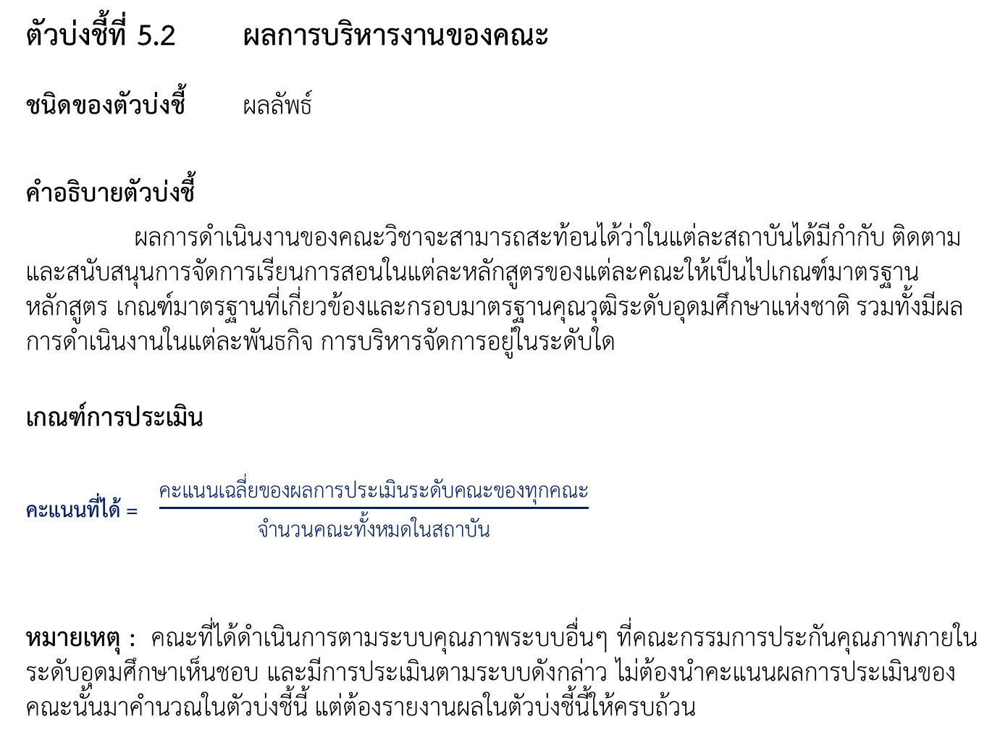 ตัวบ่งชี้ที่ 5.2 ผลการบริหารงานของคณะ
ชนิดของตัวบ่งชี้ ผลลัพธ์
คำอธิบายตัวบ่งชี้
ผลการดำเนินงานของคณะวิชาจะสามารถสะท้อนได้ว่าในแต่ละสถาบันได้มีกำกับ ติดตาม
และสนับสนุนการจัดการเรียนการสอนในแต่ละหลักสูตรของแต่ละคณะให้เป็นไปเกณฑ์มาตรฐาน
หลักสูตร เกณฑ์มาตรฐานที่เกี่ยวข้องและกรอบมาตรฐานคุณวุฒิระดับอุดมศึกษาแห่งชาติ รวมทั้งมีผล
การดำเนินงานในแต่ละพันธกิจ การบริหารจัดการอยู่ในระดับใด
เกณฑ์การประเมิน
คะแนนเฉลี่ยของผลการประเมินระดับคณะของทุกคณะ
คะแนนที่ได้ =
จำนวนคณะทั้งหมดในสถาบัน
หมายเหตุ : คณะที่ได้ดำเนินการตามระบบคุณภาพระบบอื่นๆ ที่คณะกรรมการประกันคุณภาพภายใน
ระดับอุดมศึกษาเห็นชอบ และมีการประเมินตามระบบดังกล่าว ไม่ต้องนำคะแนนผลการประเมินของ
คณะนั้นมาคำนวณในตัวบ่งชี้นี้ แต่ต้องรายงานผลในตัวบ่งชี้นี้ให้ครบถ้วน